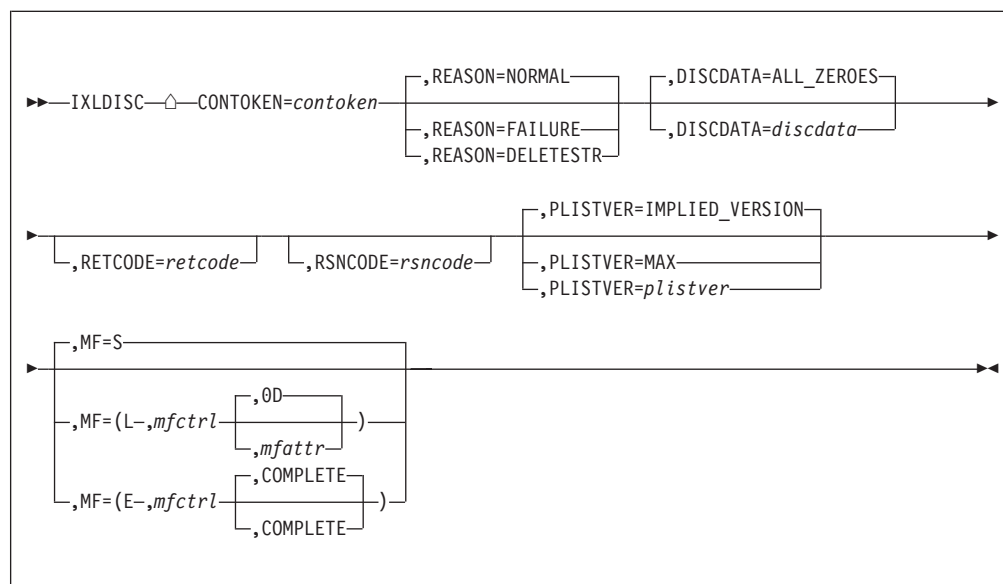 ,REASON=NORMAL ,DISCDATA=ALL_ZEROES
IXLDISC CONTOKEN=contoken
,REASON=FAILURE ,DISCDATA=discdata
,REASON=DELETESTR
,PLISTVER=IMPLIED_VERSION
,RETCODE=retcode ,RSNCODE=rsncode ,PLISTVER=MAX
,PLISTVER=plistver
,MF=S
,0D
,MF=(L ,mfctrl )
,mfattr
,COMPLETE
,MF=(E ,mfctrl )
,COMPLETE